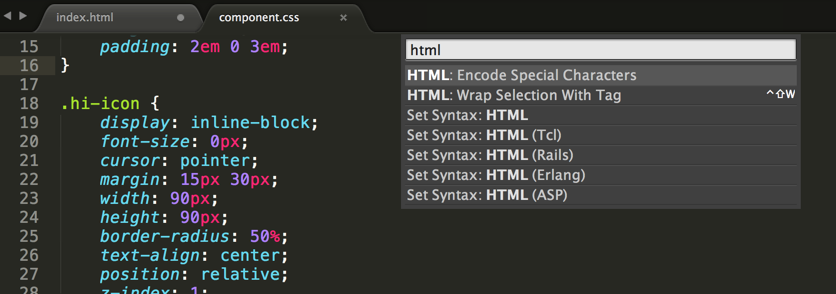 index.html
component.css
15 padding: 2em 0 3em;
16 }
17
18 .hi-icon {
19 display: inline-block;
20 font-size: 0px;
21 cursor: pointer;
22 margin: 15px 30px;
23 width: 90px;
24 height: 90px;
25 border-radius: 50%;
26 text-align: center;
27 position: relative;
28 z-index: 1;
html
HTML: Encode Special Characters
HTML: Wrap Selection With Tag ⌃⇧W
Set Syntax: HTML
Set Syntax: HTML (Tcl)
Set Syntax: HTML (Rails)
Set Syntax: HTML (Erlang)
Set Syntax: HTML (ASP)